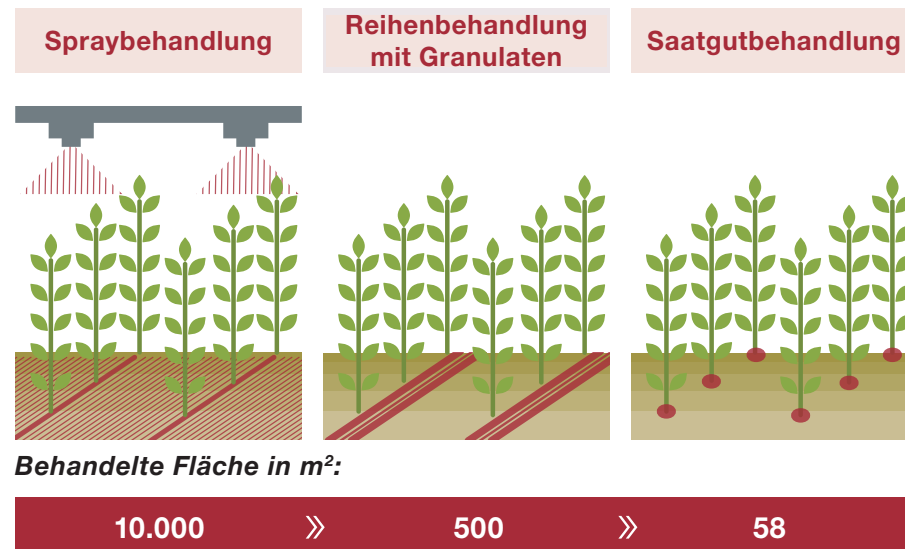 Spraybehandlung
Reihenbehandlung
mit Granulaten
Saatgutbehandlung
Behandelte Fläche in m²:
10.000 » 500 » 58